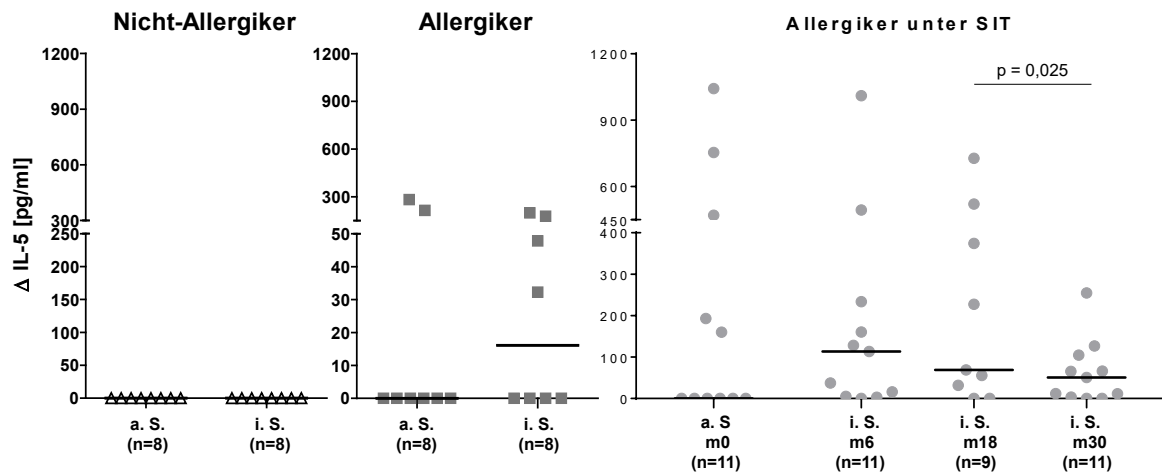 Nicht-Allergiker
Allergiker
Allergiker unter SIT
Δ IL-5 [pg/ml]
1200
900
600
300
250
200
150
100
50
0
1200
900
600
300
50
40
30
20
10
0
1200
900
600
450
400
300
200
100
0
p = 0,025
a. S.
(n=8)
i. S.
(n=8)
a. S.
(n=8)
i. S.
(n=8)
a. S
m0
(n=11)
i. S.
m6
(n=11)
i. S.
m18
(n=9)
i. S.
m30
(n=11)